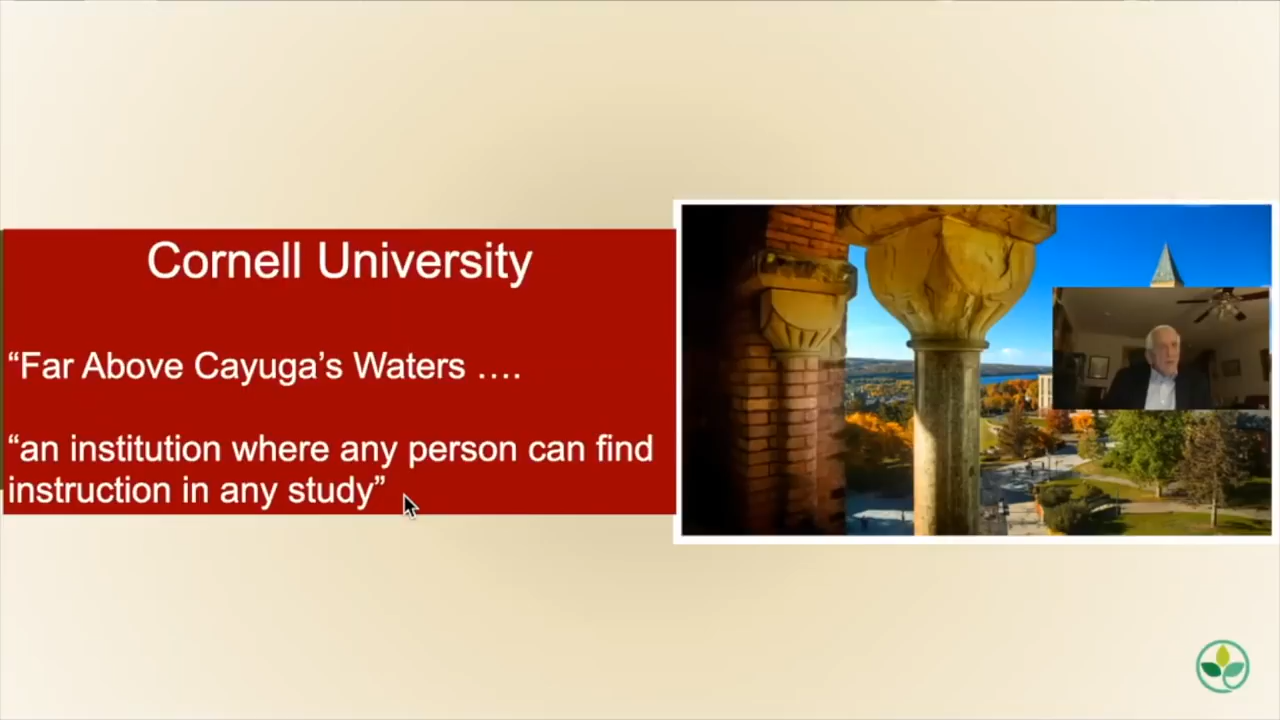 Cornell University
“Far Above Cayuga’s Waters ….
“an institution where any person can find
instruction in any study”